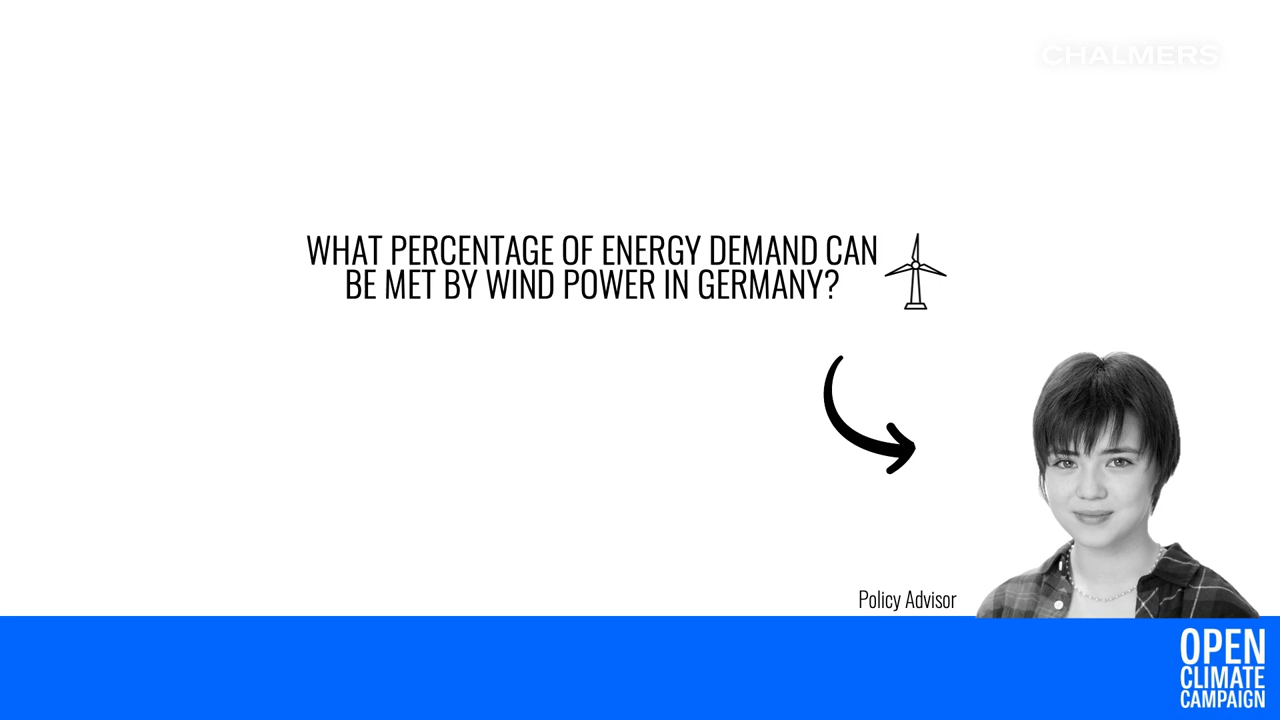 CHALMERS
WHAT PERCENTAGE OF ENERGY DEMAND CAN
BE MET BY WIND POWER IN GERMANY?
Policy Advisor
OPEN
CLIMATE
CAMPAIGN